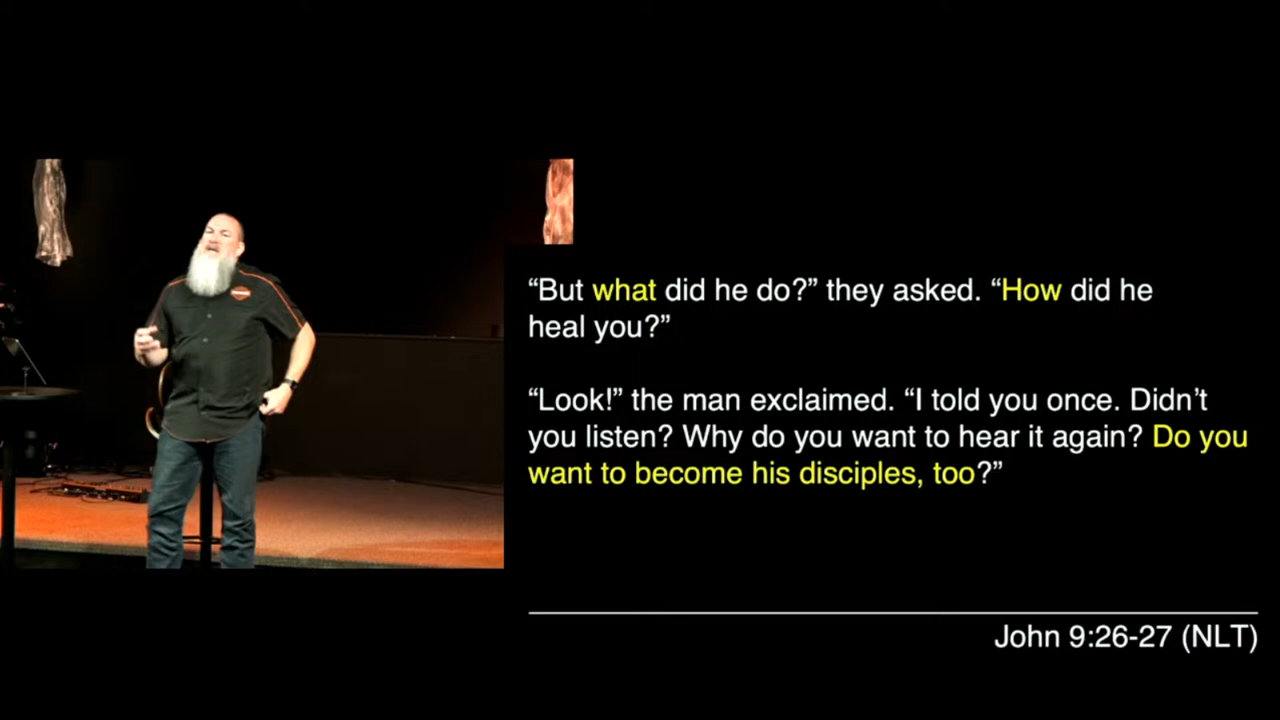 “But what did he do?” they asked. “How did he
heal you?”
“Look!” the man exclaimed. “I told you once. Didn’t
you listen? Why do you want to hear it again? Do you
want to become his disciples, too?”
John 9:26-27 (NLT)